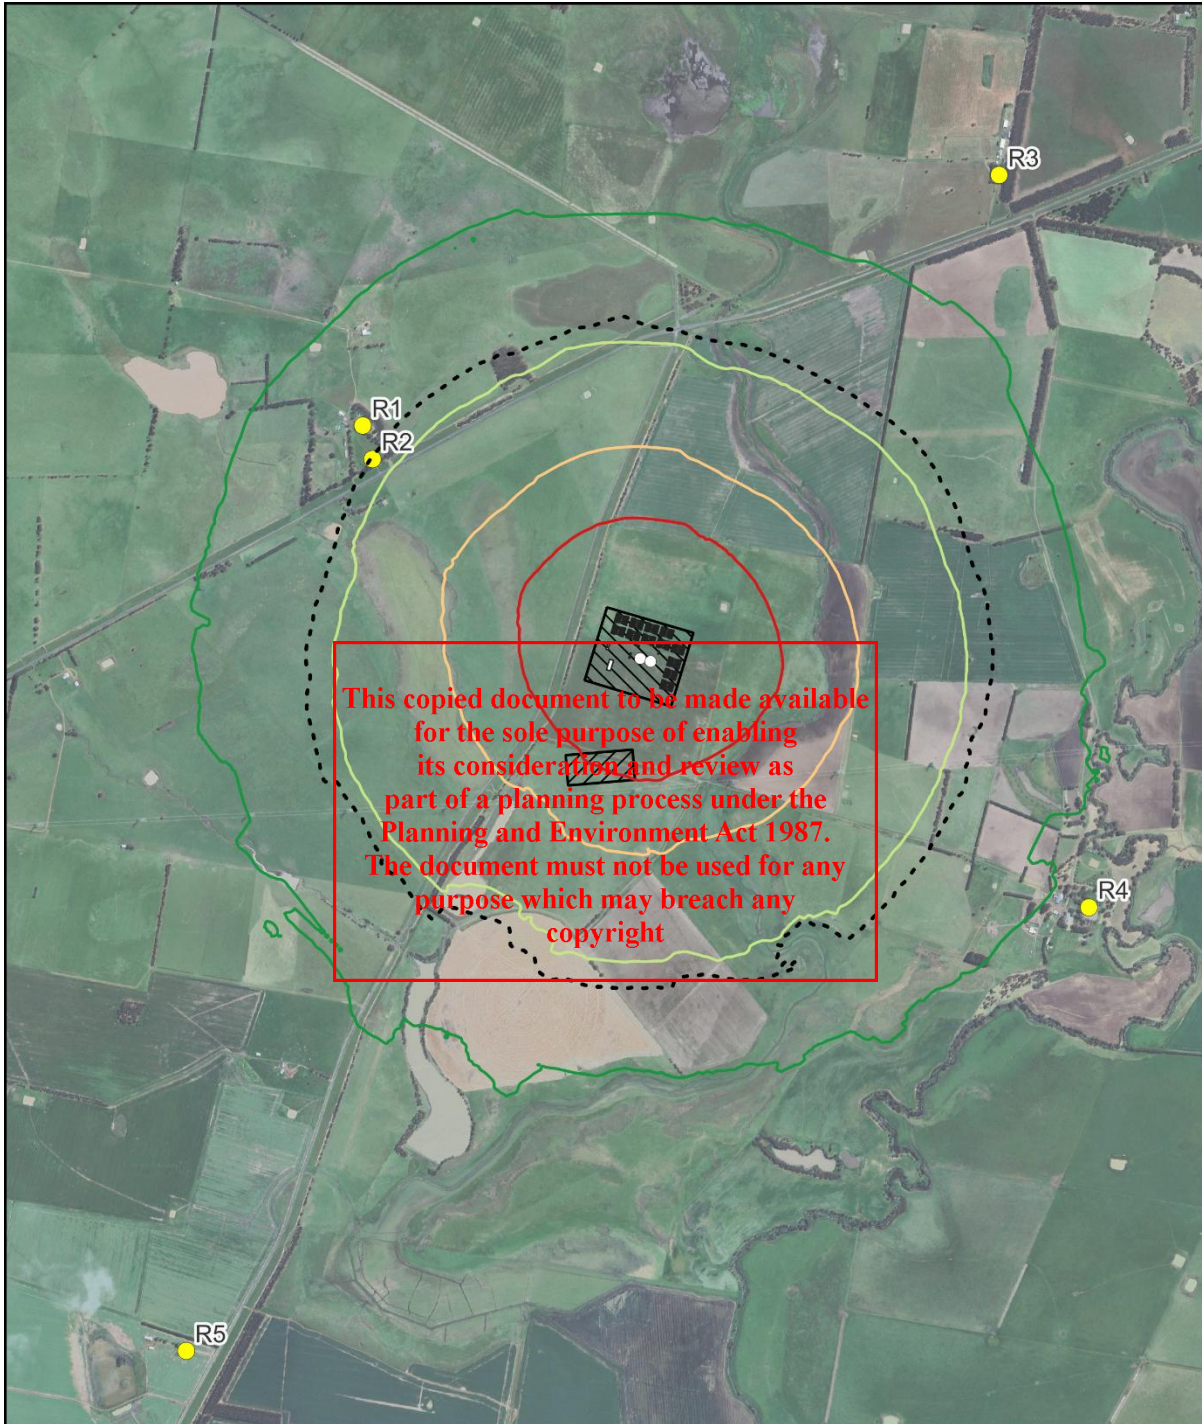 R3
R1
R2
This copied document to be made available
for the sole purpose of enabling
its consideration and review as
part of a planning process under the
Planning and Environment Act 1987.
The document must not be used for any
purpose which may breach any
copyright
R4
R5